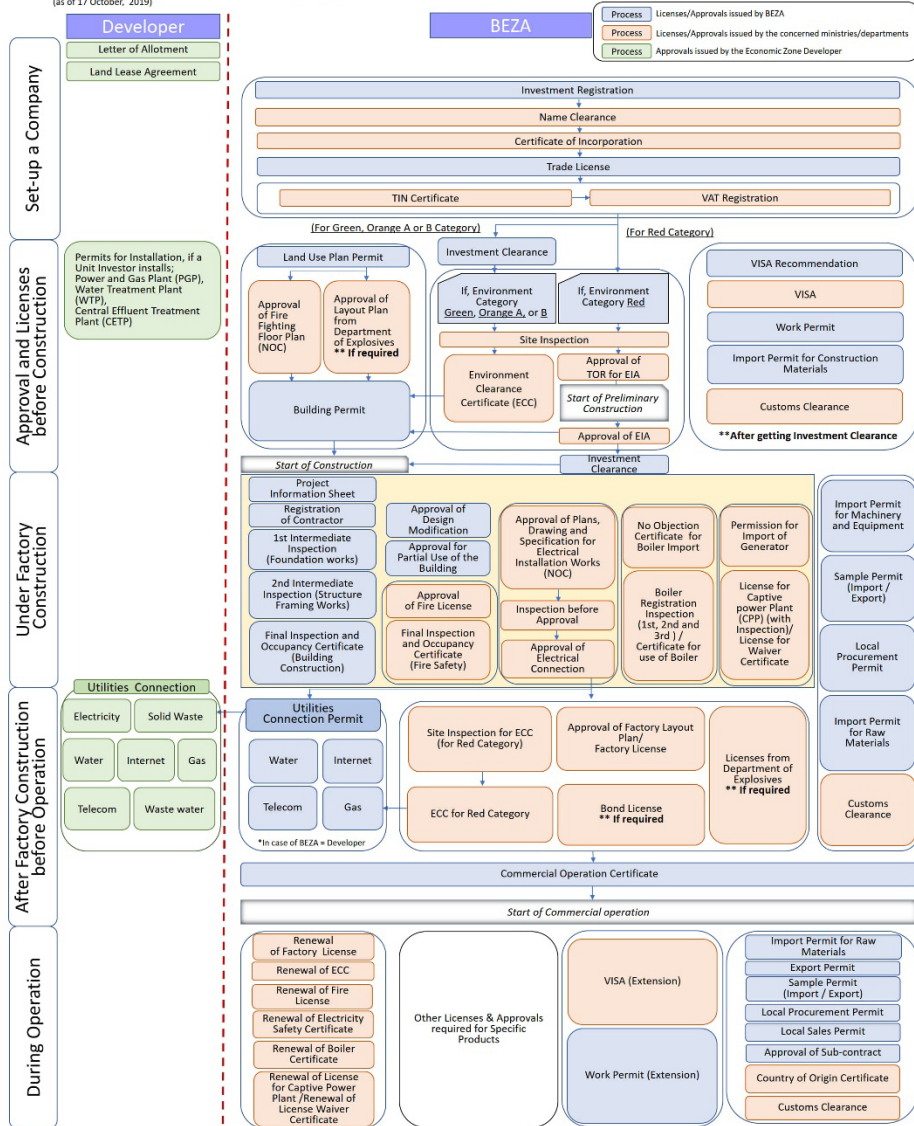 (as of 17 October, 2019)
Developer
BEZA
Process
Licenses/Approvals issued by BEZA
Process
Licenses/Approvals issued by the concerned ministries/departments
Process
Approvals issued by the Economic Zone Developer
Set-up a Company
Letter of Allotment
Land Lease Agreement
Investment Registration
Name Clearance
Certificate of Incorporation
Trade License
TIN Certificate
VAT Registration
(For Green, Orange A or B Category)
(For Red Category)
Approval and Licenses
before Construction
Permits for Installation, if a
Unit Investor installs;
Power and Gas Plant (PGP),
Water Treatment Plant
(WTP),
Central Effluent Treatment
Plant (CETP)
Land Use Plan Permit
Approval
of Fire
Fighting
Floor Plan
(NOC)
Approval of
Layout Plan
from
Department
of Explosives
** If required
Building Permit
Investment Clearance
If, Environment
Category
Green, Orange A, or B
If, Environment
Category Red
Site Inspection
Environment
Clearance
Certificate (ECC)
Approval of
TOR for EIA
Start of Preliminary
Construction
Approval of EIA
Investment
Clearance
VISA Recommendation
VISA
Work Permit
Import Permit for Construction
Materials
Customs Clearance
**After getting Investment Clearance
Start of Construction
Under Factory
Construction
Project
Information Sheet
Registration
of Contractor
1st Intermediate
Inspection
(Foundation works)
2nd Intermediate
Inspection (Structure
Framing Works)
Final Inspection and
Occupancy Certificate
(Building
Construction)
Approval of
Design
Modification
Approval for
Partial Use of the
Building
Approval
of Fire License
Final Inspection
and Occupancy
Certificate
(Fire Safety)
Approval of Plans,
Drawing and
Specification for
Electrical
Installation Works
(NOC)
Inspection before
Approval
Approval of
Electrical
Connection
No Objection
Certificate for
Boiler Import
Boiler
Registration
Inspection
(1st, 2nd and
3rd ) /
Certificate for
use of Boiler
Permission for
Import of
Generator
License for
Captive
power Plant
(CPP) (with
Inspection)/
License for
Waiver
Certificate
Import Permit
for Machinery
and Equipment
Sample Permit
(Import /
Export)
Local
Procurement
Permit
Import Permit
for Raw
Materials
Customs
Clearance
After Factory Construction
before Operation
Utilities Connection
Electricity
Solid Waste
Water
Internet
Gas
Telecom
Waste water
Utilities
Connection Permit
Water
Internet
Telecom
Gas
*In case of BEZA = Developer
Site Inspection for ECC
(for Red Category)
ECC for Red Category
Approval of Factory Layout
Plan/
Factory License
Bond License
** If required
Licenses from
Department of
Explosives
** If required
Commercial Operation Certificate
Start of Commercial operation
During Operation
Renewal
of Factory License
Renewal of ECC
Renewal of Fire
License
Renewal of Electricity
Safety Certificate
Renewal of Boiler
Certificate
Renewal of License
for Captive Power
Plant /Renewal of
License Waiver
Certificate
Other Licenses & Approvals
required for Specific
Products
VISA (Extension)
Work Permit (Extension)
Import Permit for Raw
Materials
Export Permit
Sample Permit
(Import / Export)
Local Procurement Permit
Local Sales Permit
Approval of Sub-contract
Country of Origin Certificate
Customs Clearance